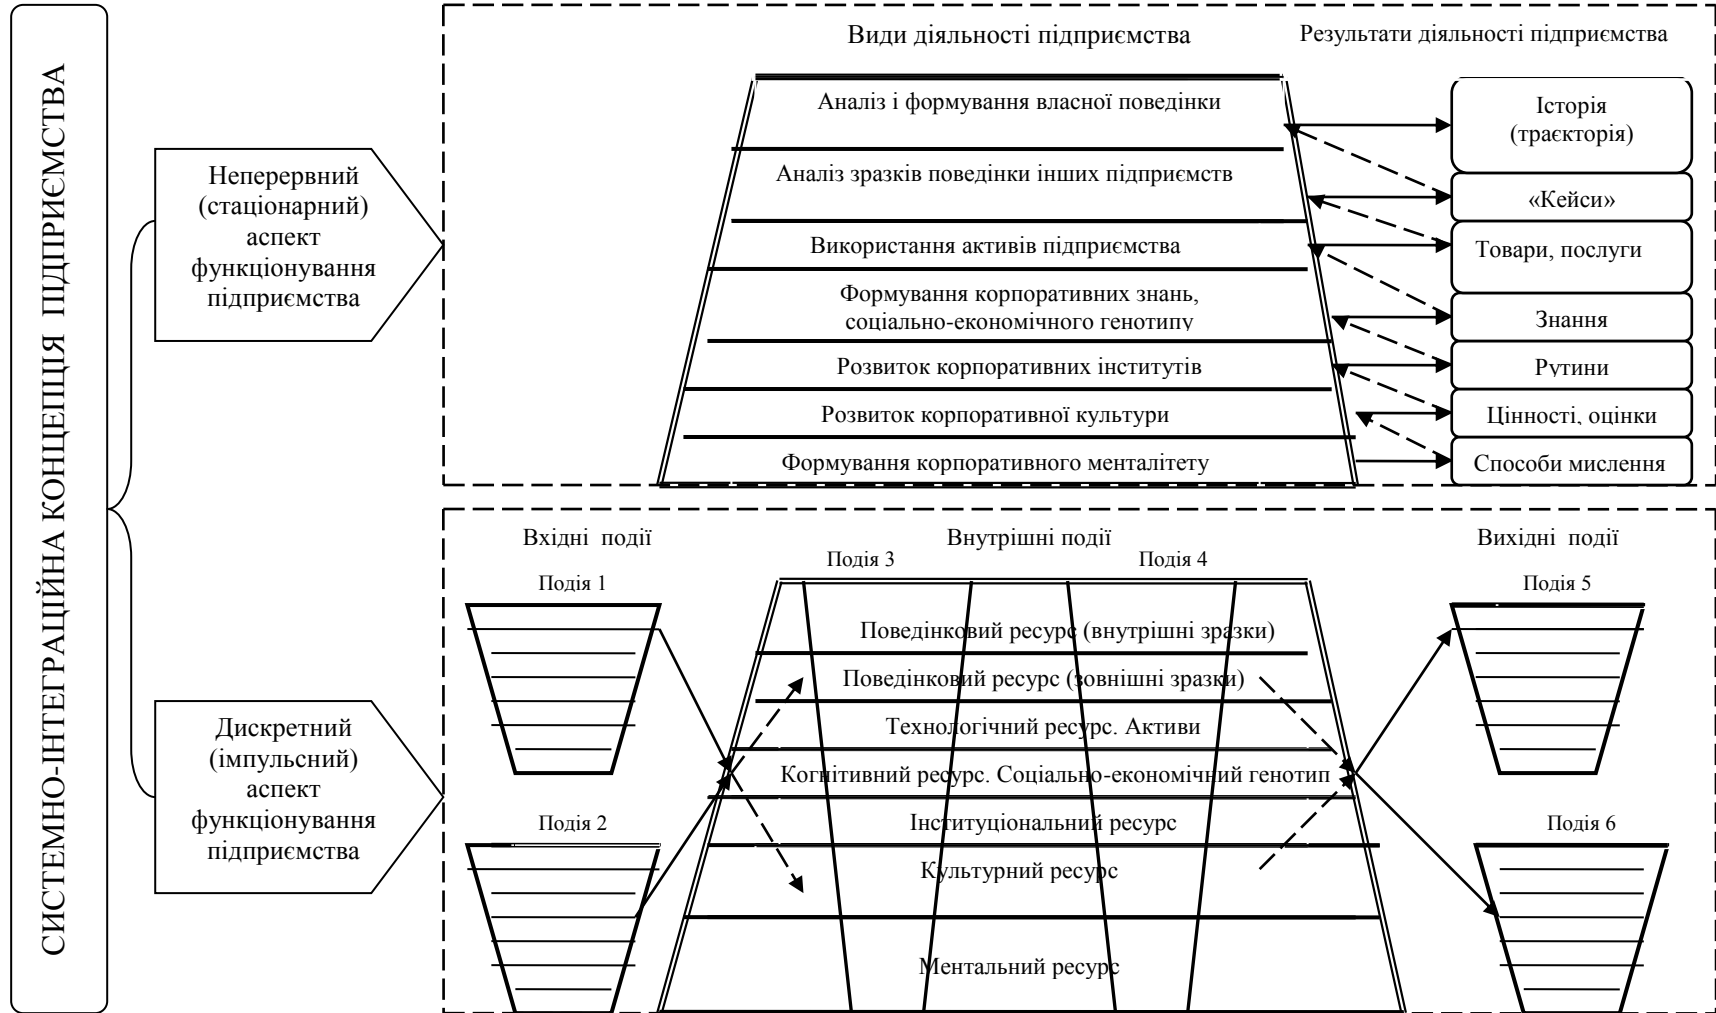 СИСТЕМНО-ІНТЕГРАЦІЙНА КОНЦЕПЦІЯ ПІДПРИЄМСТВА
Неперервний
(стаціонарний)
аспект
функціонування
підприємства
Види діяльності підприємства
Результати діяльності підприємства
Аналіз і формування власної поведінки
Історія
(траєкторія)
Аналіз зразків поведінки інших підприємств
«Кейси»
Використання активів підприємства
Товари, послуги
Формування корпоративних знань,
соціально-економічного генотипу
Знання
Розвиток корпоративних інститутів
Рутини
Розвиток корпоративної культури
Цінності, оцінки
Формування корпоративного менталітету
Способи мислення
Дискретний
(імпульсний)
аспект
функціонування
підприємства
Вхідні події
Внутрішні події
Вихідні події
Подія 1
Подія 3
Подія 4
Подія 5
Поведінковий ресурс (внутрішні зразки)
Поведінковий ресурс (зовнішні зразки)
Технологічний ресурс. Активи
Когнітивний ресурс. Соціально-економічний генотип
Подія 2
Інституціональний ресурс
Подія 6
Культурний ресурс
Ментальний ресурс